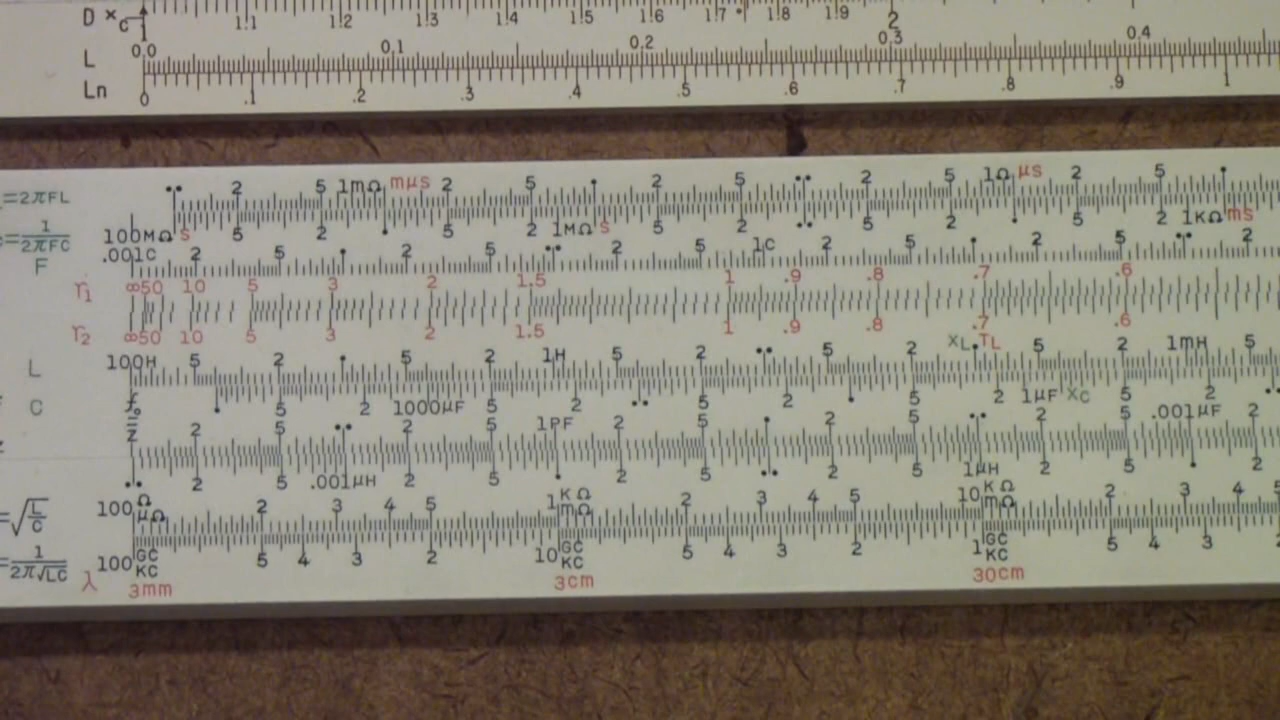 D x C 1 1.1 1.2 1.3 1.4 1.5 1.6 1.7 1.8 1.9 2
L 0.0 0.1 0.2 0.3 0.4
Ln 0 .1 .2 .3 .4 .5 .6 .7 .8 .9 1
=2πFL 2 5 1mΩ mμs 2 5 2 5 2 5 1Ω μs 2 5
= 1/2πFC 100MΩ s 5 2 5 2 1MΩ s 5 2 5 2 5 2 1KΩ ms
F .001C 2 5 2 5 2 5 1C 2 5 2 5 2
r1 ∞ 50 10 5 3 2 1.5 1 .9 .8 .7 .6
r2 ∞ 50 10 5 3 2 1.5 1 .9 .8 .7 .6
L 100H 5 2 5 2 1H 5 2 5 2 XL TL 5 2 1mH 5
C 5 2 1000μF 5 2 5 2 5 2 1μF XC 5 2
2 5 2 5 1PF 2 5 2 5 2 5 .001μF 2
2 5 .001μH 2 5 2 5 2 5 1μH 2 5 2
=√L/C 100 Ω μΩ 2 3 4 5 1 KΩ mΩ 2 3 4 5 10 KΩ mΩ 2 3 4 5
= 1/2π√LC 100 GC KC 5 4 3 2 10 GC KC 5 4 3 2 1 GC KC 5 4 3 2
λ 3mm 3cm 30cm